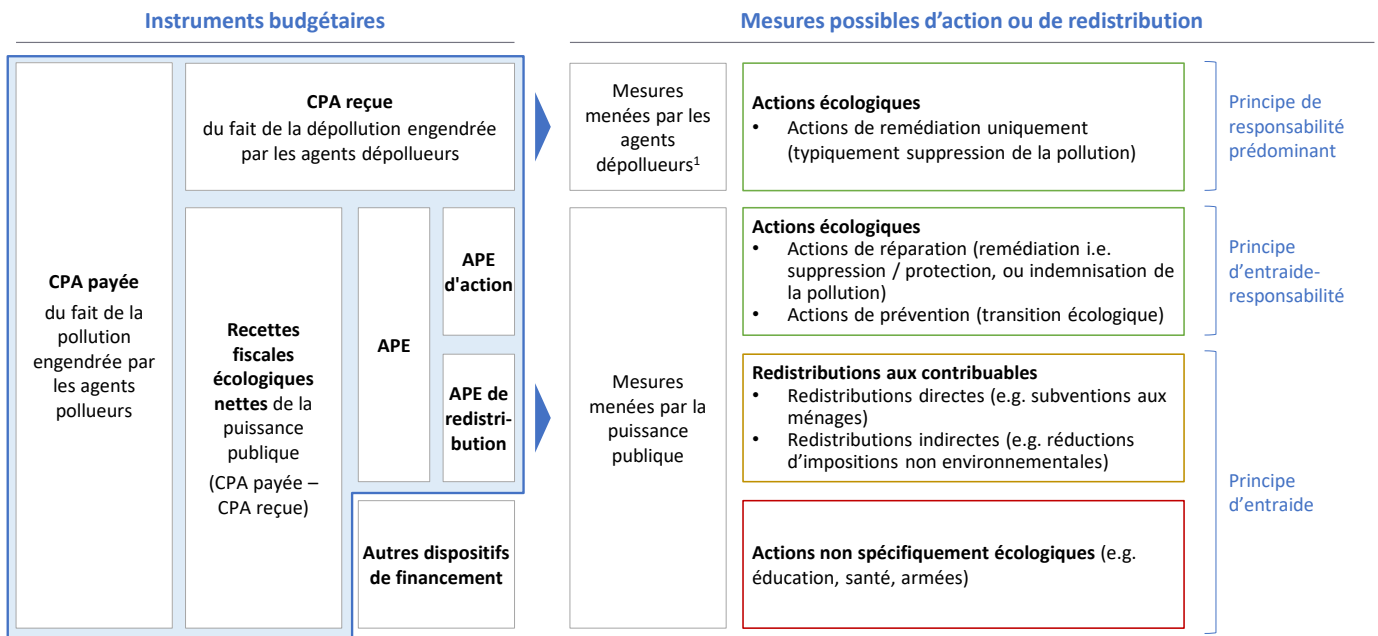 Instruments budgétaires
Mesures possibles d’action ou de redistribution
CPA payée
du fait de la
pollution
engendrée par
les agents
pollueurs
CPA reçue
du fait de la dépollution engendrée
par les agents dépollueurs
Recettes
fiscales
écologiques
nettes de la
puissance
publique
(CPA payée –
CPA reçue)
APE
APE
d'action
APE de
redistri-
bution
Autres dispositifs
de financement
Mesures
menées par les
agents
dépollueurs¹
Actions écologiques
• Actions de remédiation uniquement
(typiquement suppression de la pollution)
Principe de
responsabilité
prédominant
Mesures
menées par la
puissance
publique
Actions écologiques
• Actions de réparation (remédiation i.e.
suppression / protection, ou indemnisation de
la pollution)
• Actions de prévention (transition écologique)
Principe
d’entraide-
responsabilité
Redistributions aux contribuables
• Redistributions directes (e.g. subventions aux
ménages)
• Redistributions indirectes (e.g. réductions
d’impositions non environnementales)
Actions non spécifiquement écologiques (e.g.
éducation, santé, armées)
Principe
d’entraide